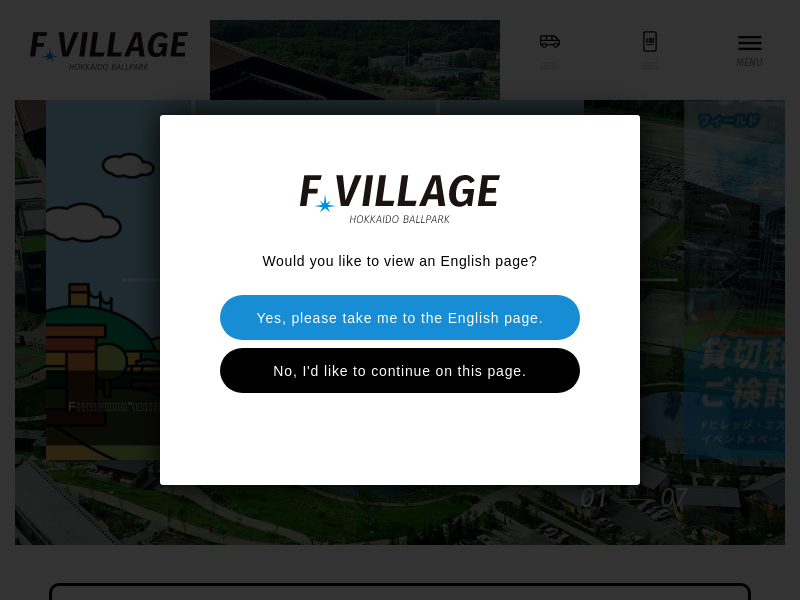 F VILLAGE
HOKKAIDO BALLPARK
MENU
フィールド
F VILLAGE
HOKKAIDO BALLPARK
Would you like to view an English page?
Yes, please take me to the English page.
No, I'd like to continue on this page.
貸切利
ご検討
Fビレッジ・エス
イベントスペー
01
07